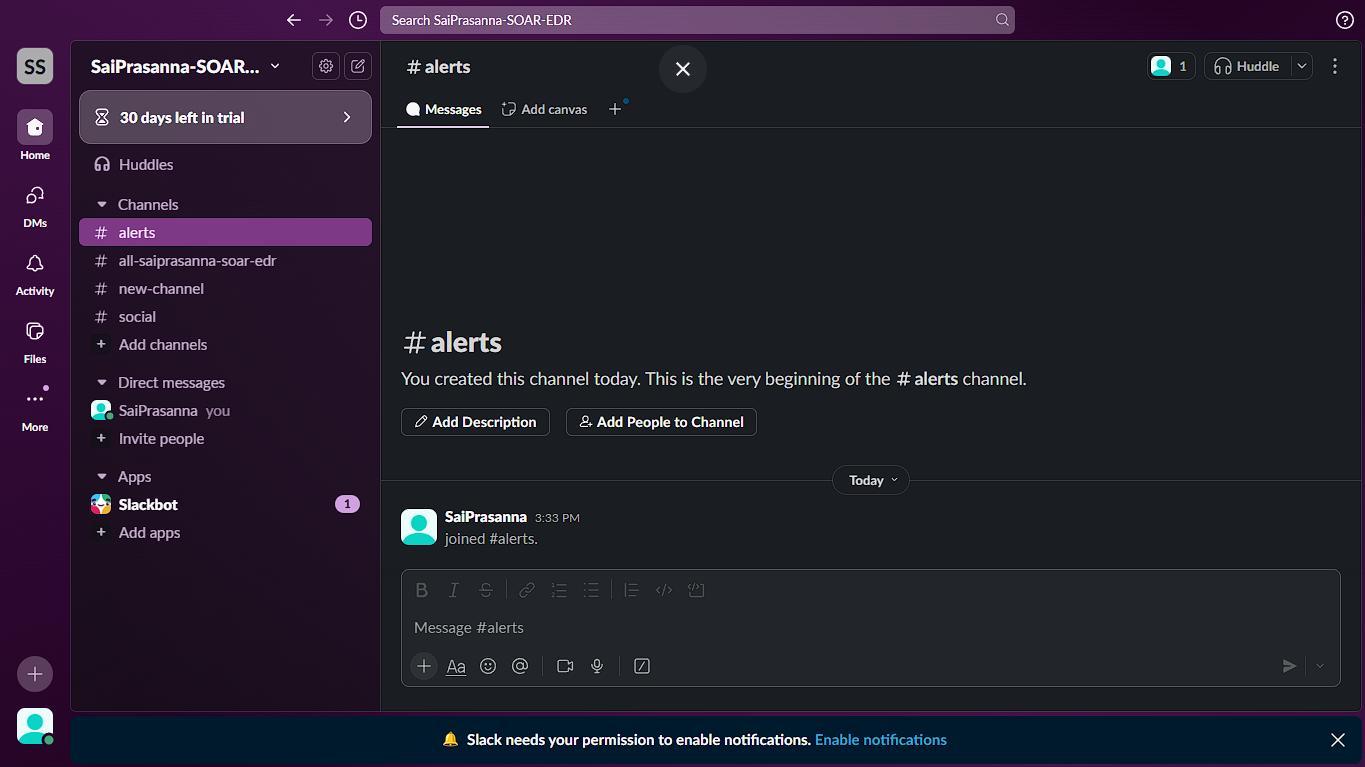 Search SaiPrasanna-SOAR-EDR
SS
Home
DMs
Activity
Files
More
SaiPrasanna-SOAR...
30 days left in trial
Huddles
Channels
# alerts
# all-saiprasanna-soar-edr
# new-channel
# social
+ Add channels
Direct messages
SaiPrasanna you
+ Invite people
Apps
Slackbot 1
+ Add apps
# alerts
1
Huddle
Messages
Add canvas
# alerts
You created this channel today. This is the very beginning of the # alerts channel.
Add Description
Add People to Channel
Today
SaiPrasanna 3:33 PM
joined #alerts.
Message #alerts
Aa
Slack needs your permission to enable notifications. Enable notifications